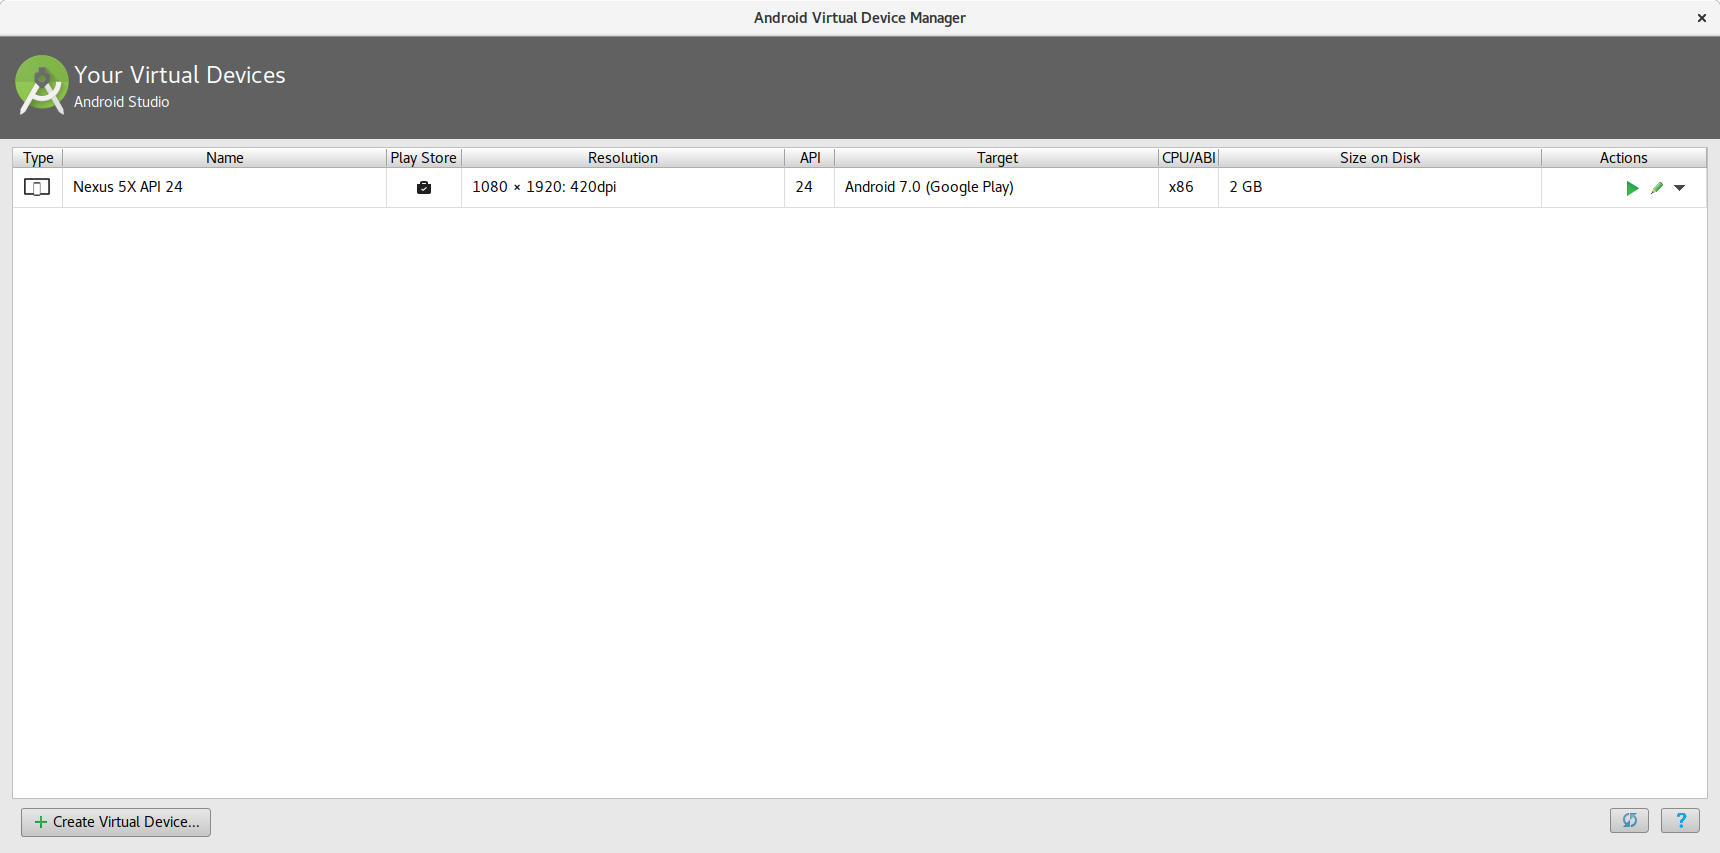 Android Virtual Device Manager
Your Virtual Devices
Android Studio
Type Name Play Store Resolution API Target CPU/ABI Size on Disk Actions
Nexus 5X API 24 1080 × 1920: 420dpi 24 Android 7.0 (Google Play) x86 2 GB
Create Virtual Device...
?